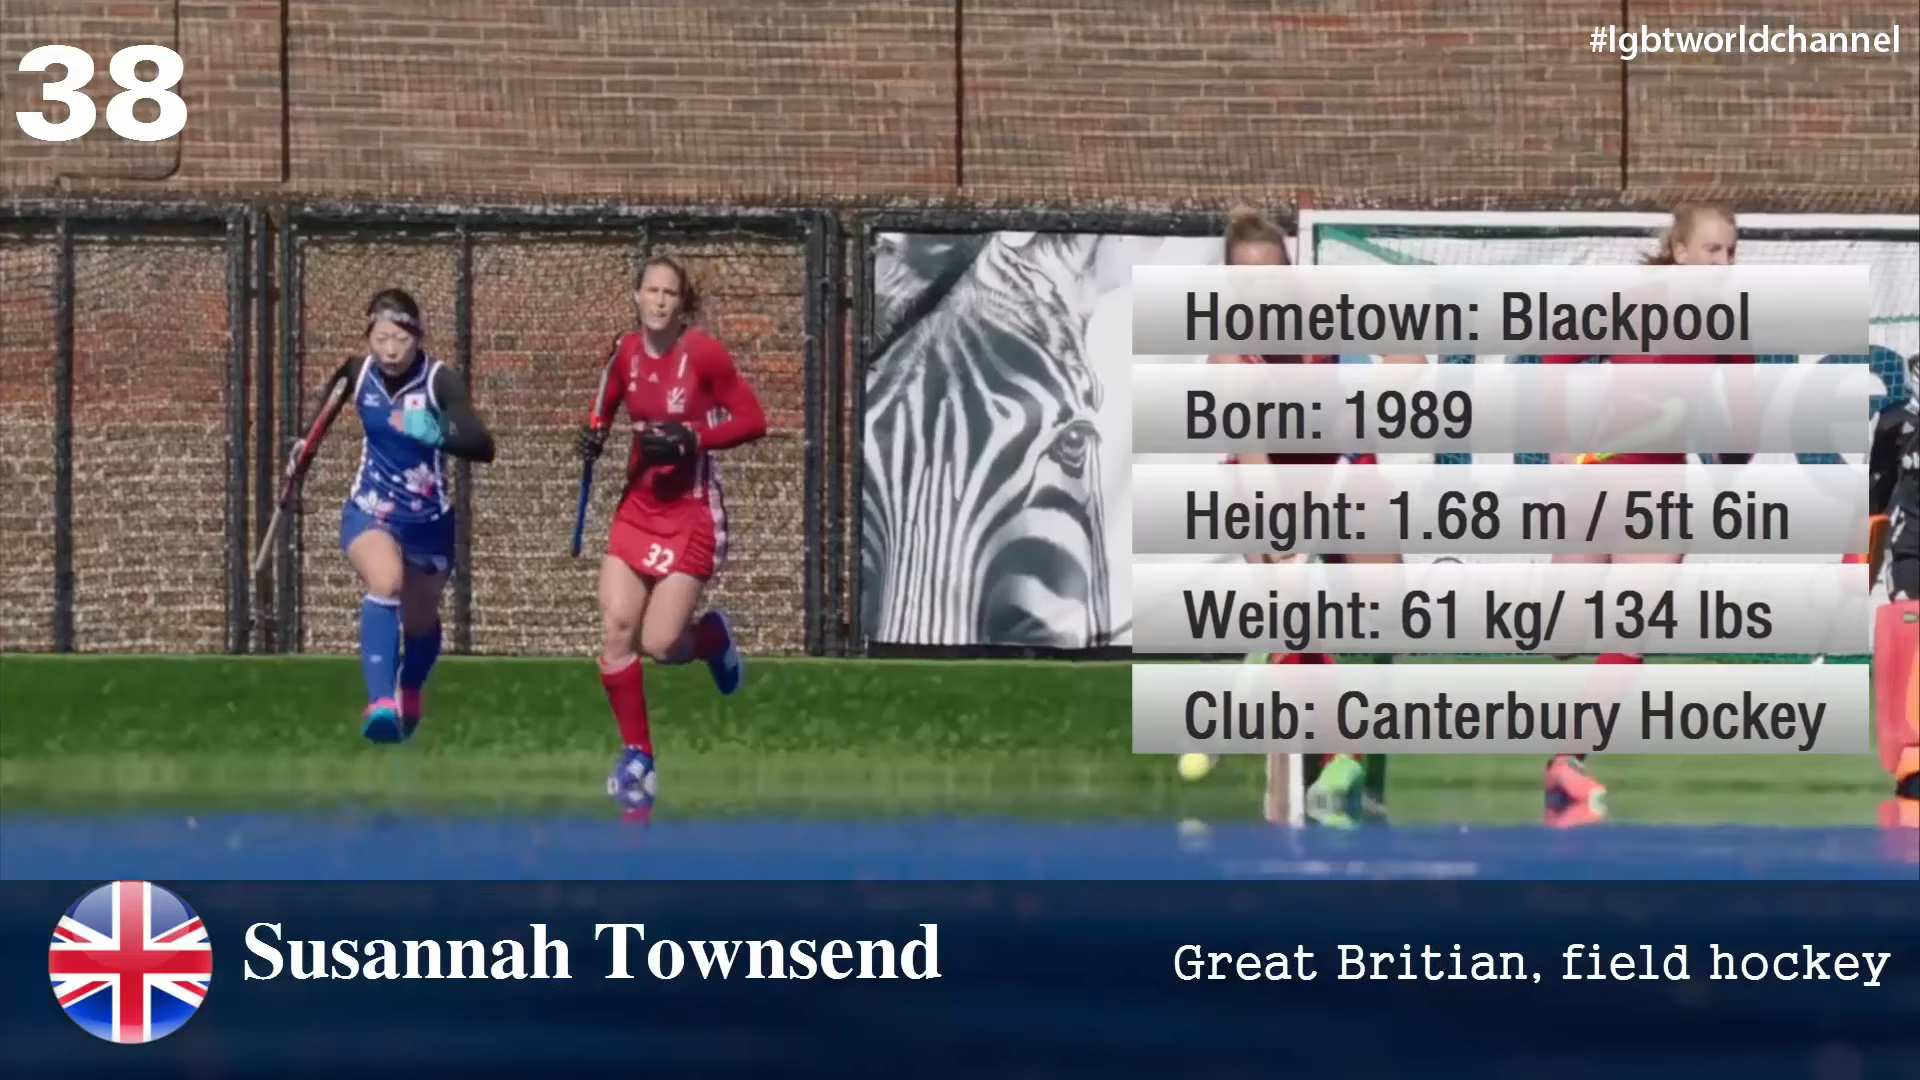 38
#lgbtworldchannel
Hometown: Blackpool
Born: 1989
Height: 1.68 m / 5ft 6in
Weight: 61 kg/ 134 lbs
Club: Canterbury Hockey
32
Susannah Townsend
Great Britian, field hockey